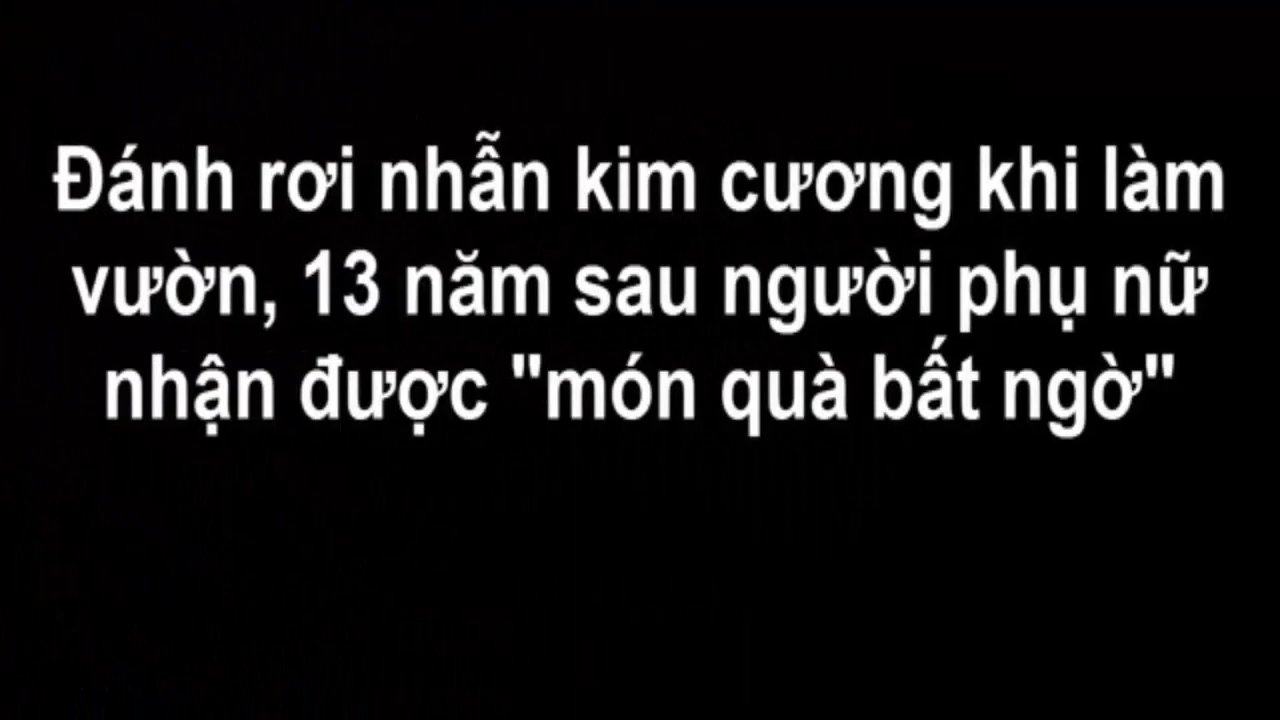 Đánh rơi nhẫn kim cương khi làm
vườn, 13 năm sau người phụ nữ
nhận được "món quà bất ngờ"